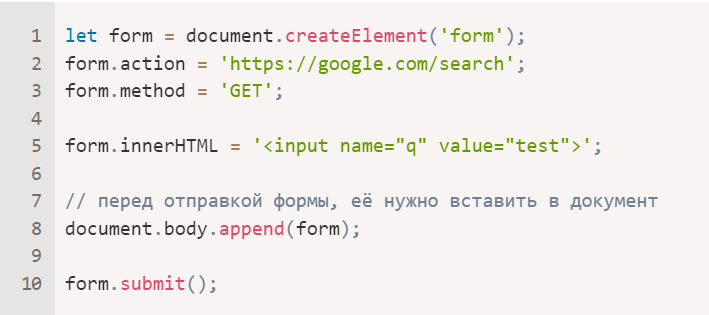 1 let form = document.createElement('form');
2 form.action = 'https://google.com/search';
3 form.method = 'GET';
4
5 form.innerHTML = '<input name="q" value="test">';
6
7 // перед отправкой формы, её нужно вставить в документ
8 document.body.append(form);
9
10 form.submit();